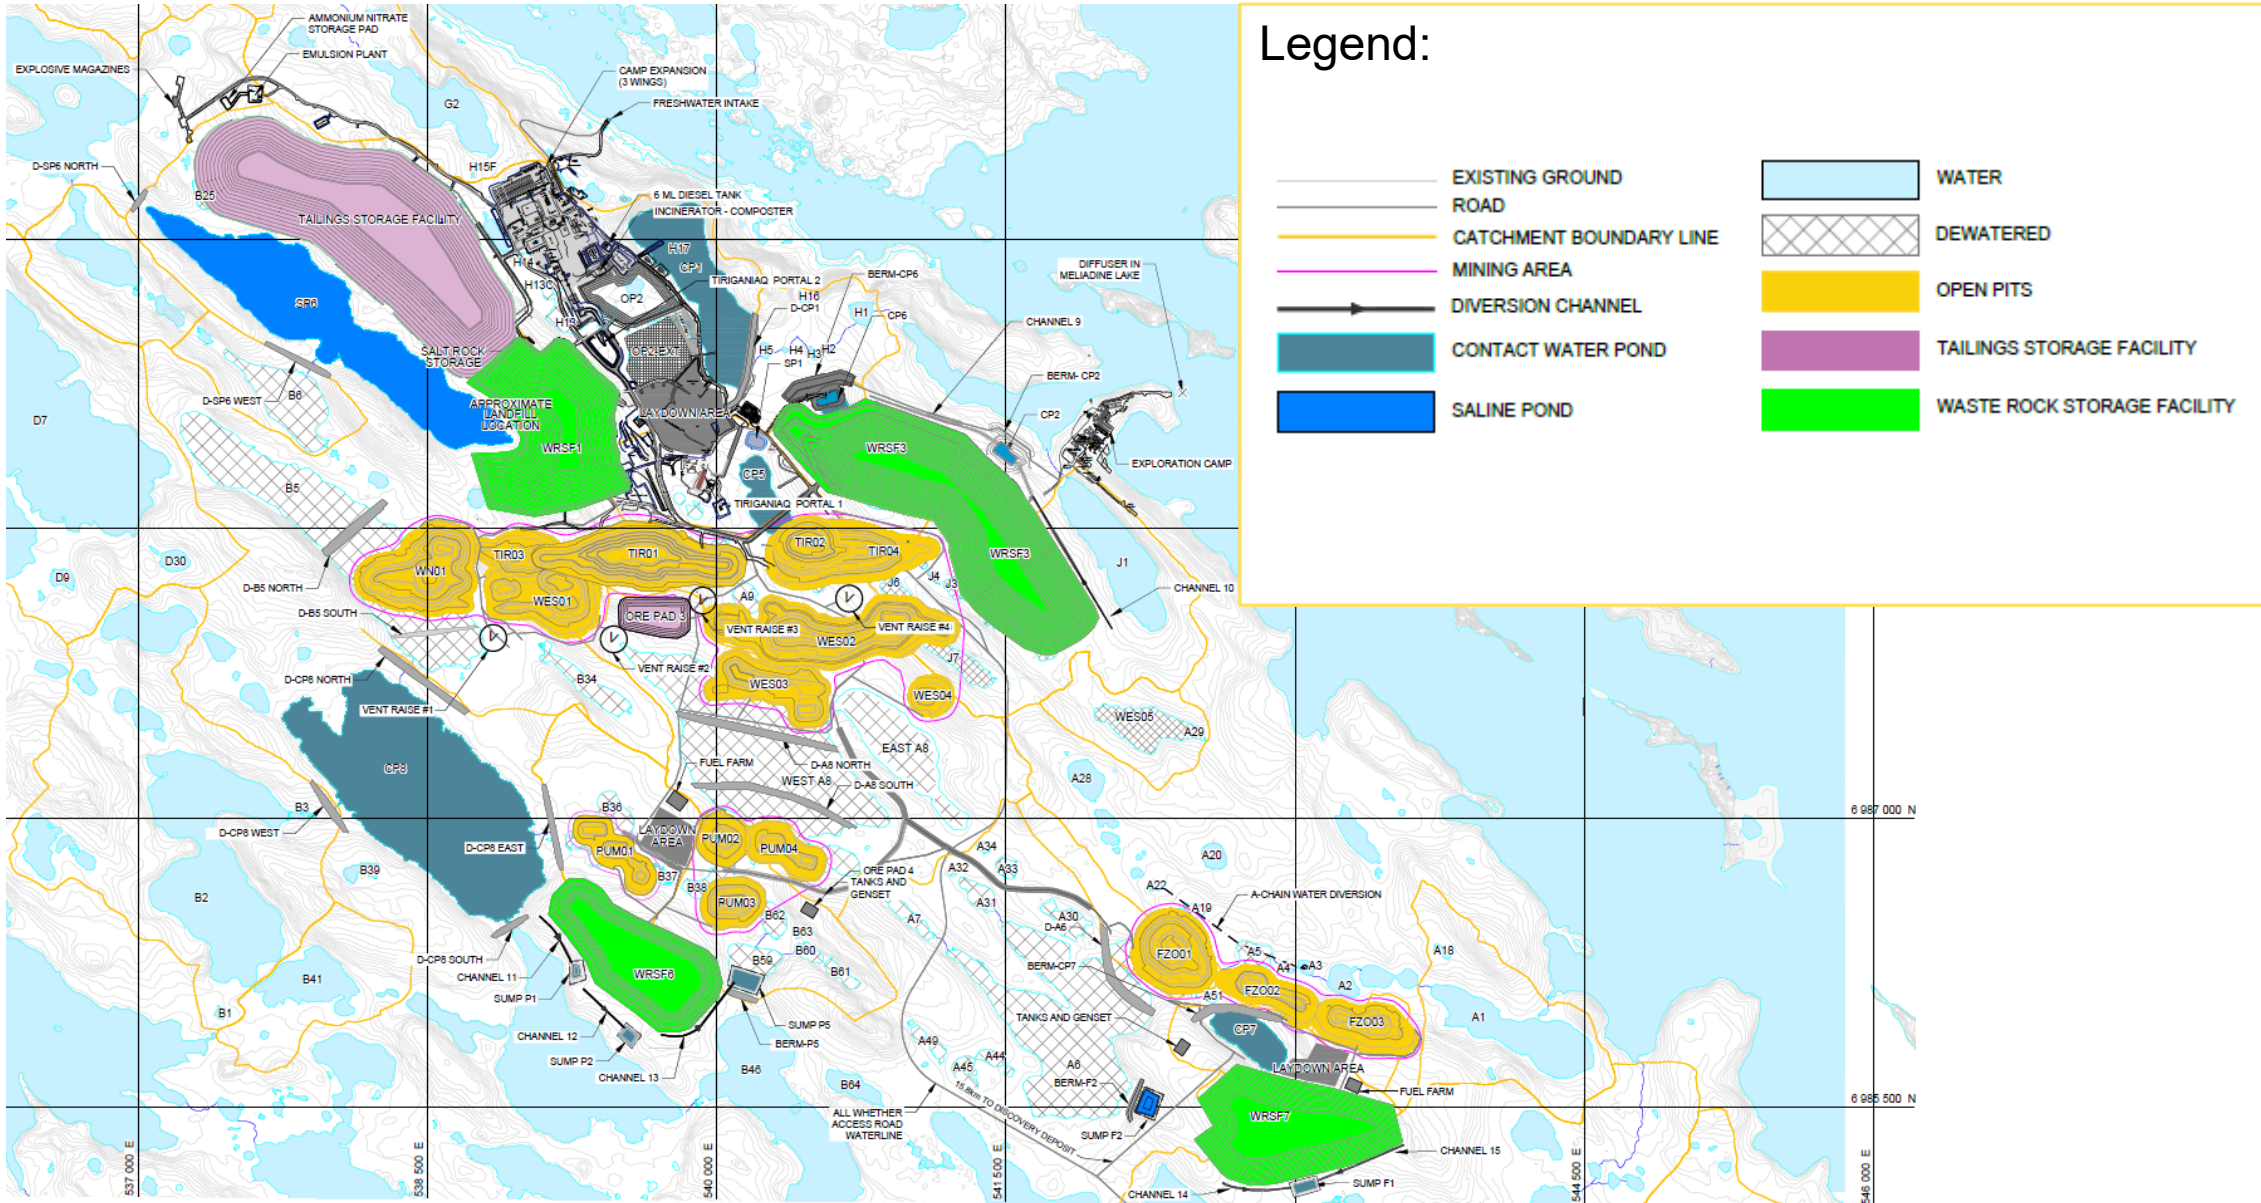 Legend:
EXISTING GROUND
ROAD
CATCHMENT BOUNDARY LINE
MINING AREA
DIVERSION CHANNEL
CONTACT WATER POND
SALINE POND
WATER
DEWATERED
OPEN PITS
TAILINGS STORAGE FACILITY
WASTE ROCK STORAGE FACILITY
AMMONIUM NITRATE
STORAGE PAD
EMULSION PLANT
EXPLOSIVE MAGAZINES
CAMP EXPANSION
(3 WINGS)
FRESHWATER INTAKE
G2
H15F
D-SP6 NORTH
B25
6 ML DIESEL TANK
INCINERATOR - COMPOSTER
TAILINGS STORAGE FACILITY
H17
CP1
H14
H13C
TIRIGANIAQ PORTAL 2
BERM-CP6
DIFFUSER IN
MELIADINE LAKE
OP2
H16
D-CP1
H1
CP6
CHANNEL 9
H19
SP6
SALT ROCK
STORAGE
OP2-EXT
H5
H4
H3
H2
SP1
BERM- CP2
CP2
D-SP6 WEST
B6
APPROXIMATE
LANDFILL
LOCATION
LAYDOWN AREA
D7
WRSF1
WRSF3
EXPLORATION CAMP
CP5
B5
TIRIGANIAQ PORTAL 1
TIR02
TIR04
TIR03
TIR01
WRSF3
D30
D9
WN01
J1
D-B5 NORTH
J6
J4
J3
CHANNEL 10
WES01
A9
D-B5 SOUTH
ORE PAD 3
VENT RAISE #3
VENT RAISE #4
WES02
D-CP8 NORTH
VENT RAISE #2
J7
B34
WES03
WES04
VENT RAISE #1
WES05
A29
EAST A8
CP8
FUEL FARM
D-A8 NORTH
WEST A8
D-A8 SOUTH
A28
B3
B36
6 987 000 N
D-CP8 WEST
LAYDOWN
AREA
PUM02
D-CP8 EAST
PUM01
PUM04
A34
A20
B39
B37
ORE PAD 4
TANKS AND
GENSET
A32
A33
B38
A22
A-CHAIN WATER DIVERSION
B2
PUM03
A31
A19
B62
A7
A30
D-A6
B63
D-CP8 SOUTH
B60
FZO01
A5
A18
CHANNEL 11
WRSF6
B59
B61
BERM-CP7
A4
A3
B41
A2
SUMP P1
A51
FZO02
B1
TANKS AND GENSET
A1
SUMP P5
CP7
FZO03
CHANNEL 12
BERM-P5
A49
SUMP P2
A44
A6
LAYDOWN AREA
CHANNEL 13
B46
A45
BERM-F2
B64
FUEL FARM
15.8km TO DISCOVERY DEPOSIT
6 985 500 N
ALL WHETHER
ACCESS ROAD
WATERLINE
WRSF7
SUMP F2
CHANNEL 15
CHANNEL 14
SUMP F1
537 000 E
538 500 E
540 000 E
541 500 E
544 500 E
546 000 E